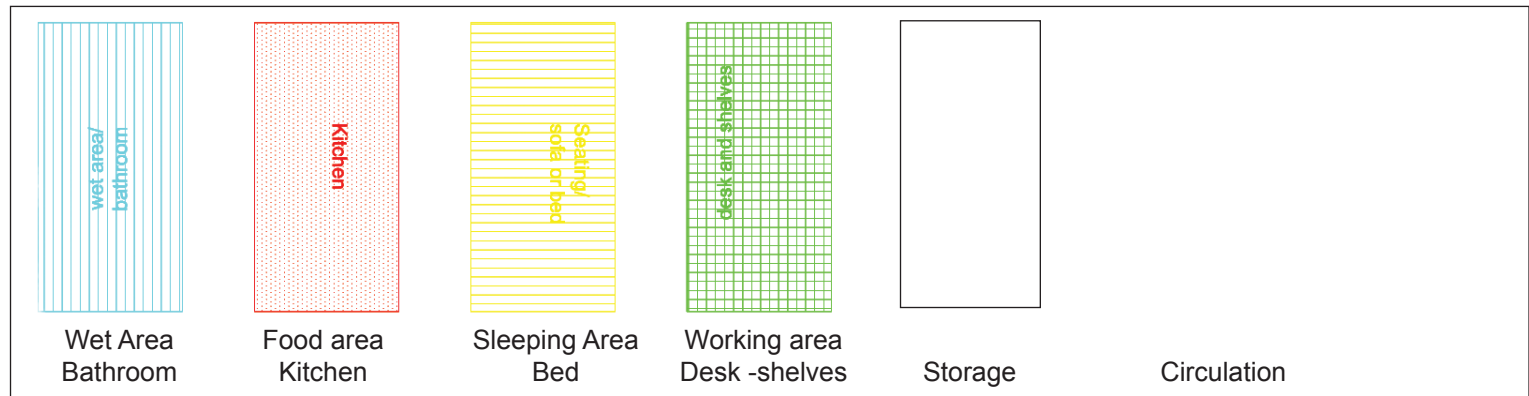 wet area/
bathroom
Kitchen
Seating/
sofa or bed
desk and shelves
Wet Area
Bathroom
Food area
Kitchen
Sleeping Area
Bed
Working area
Desk -shelves
Storage
Circulation